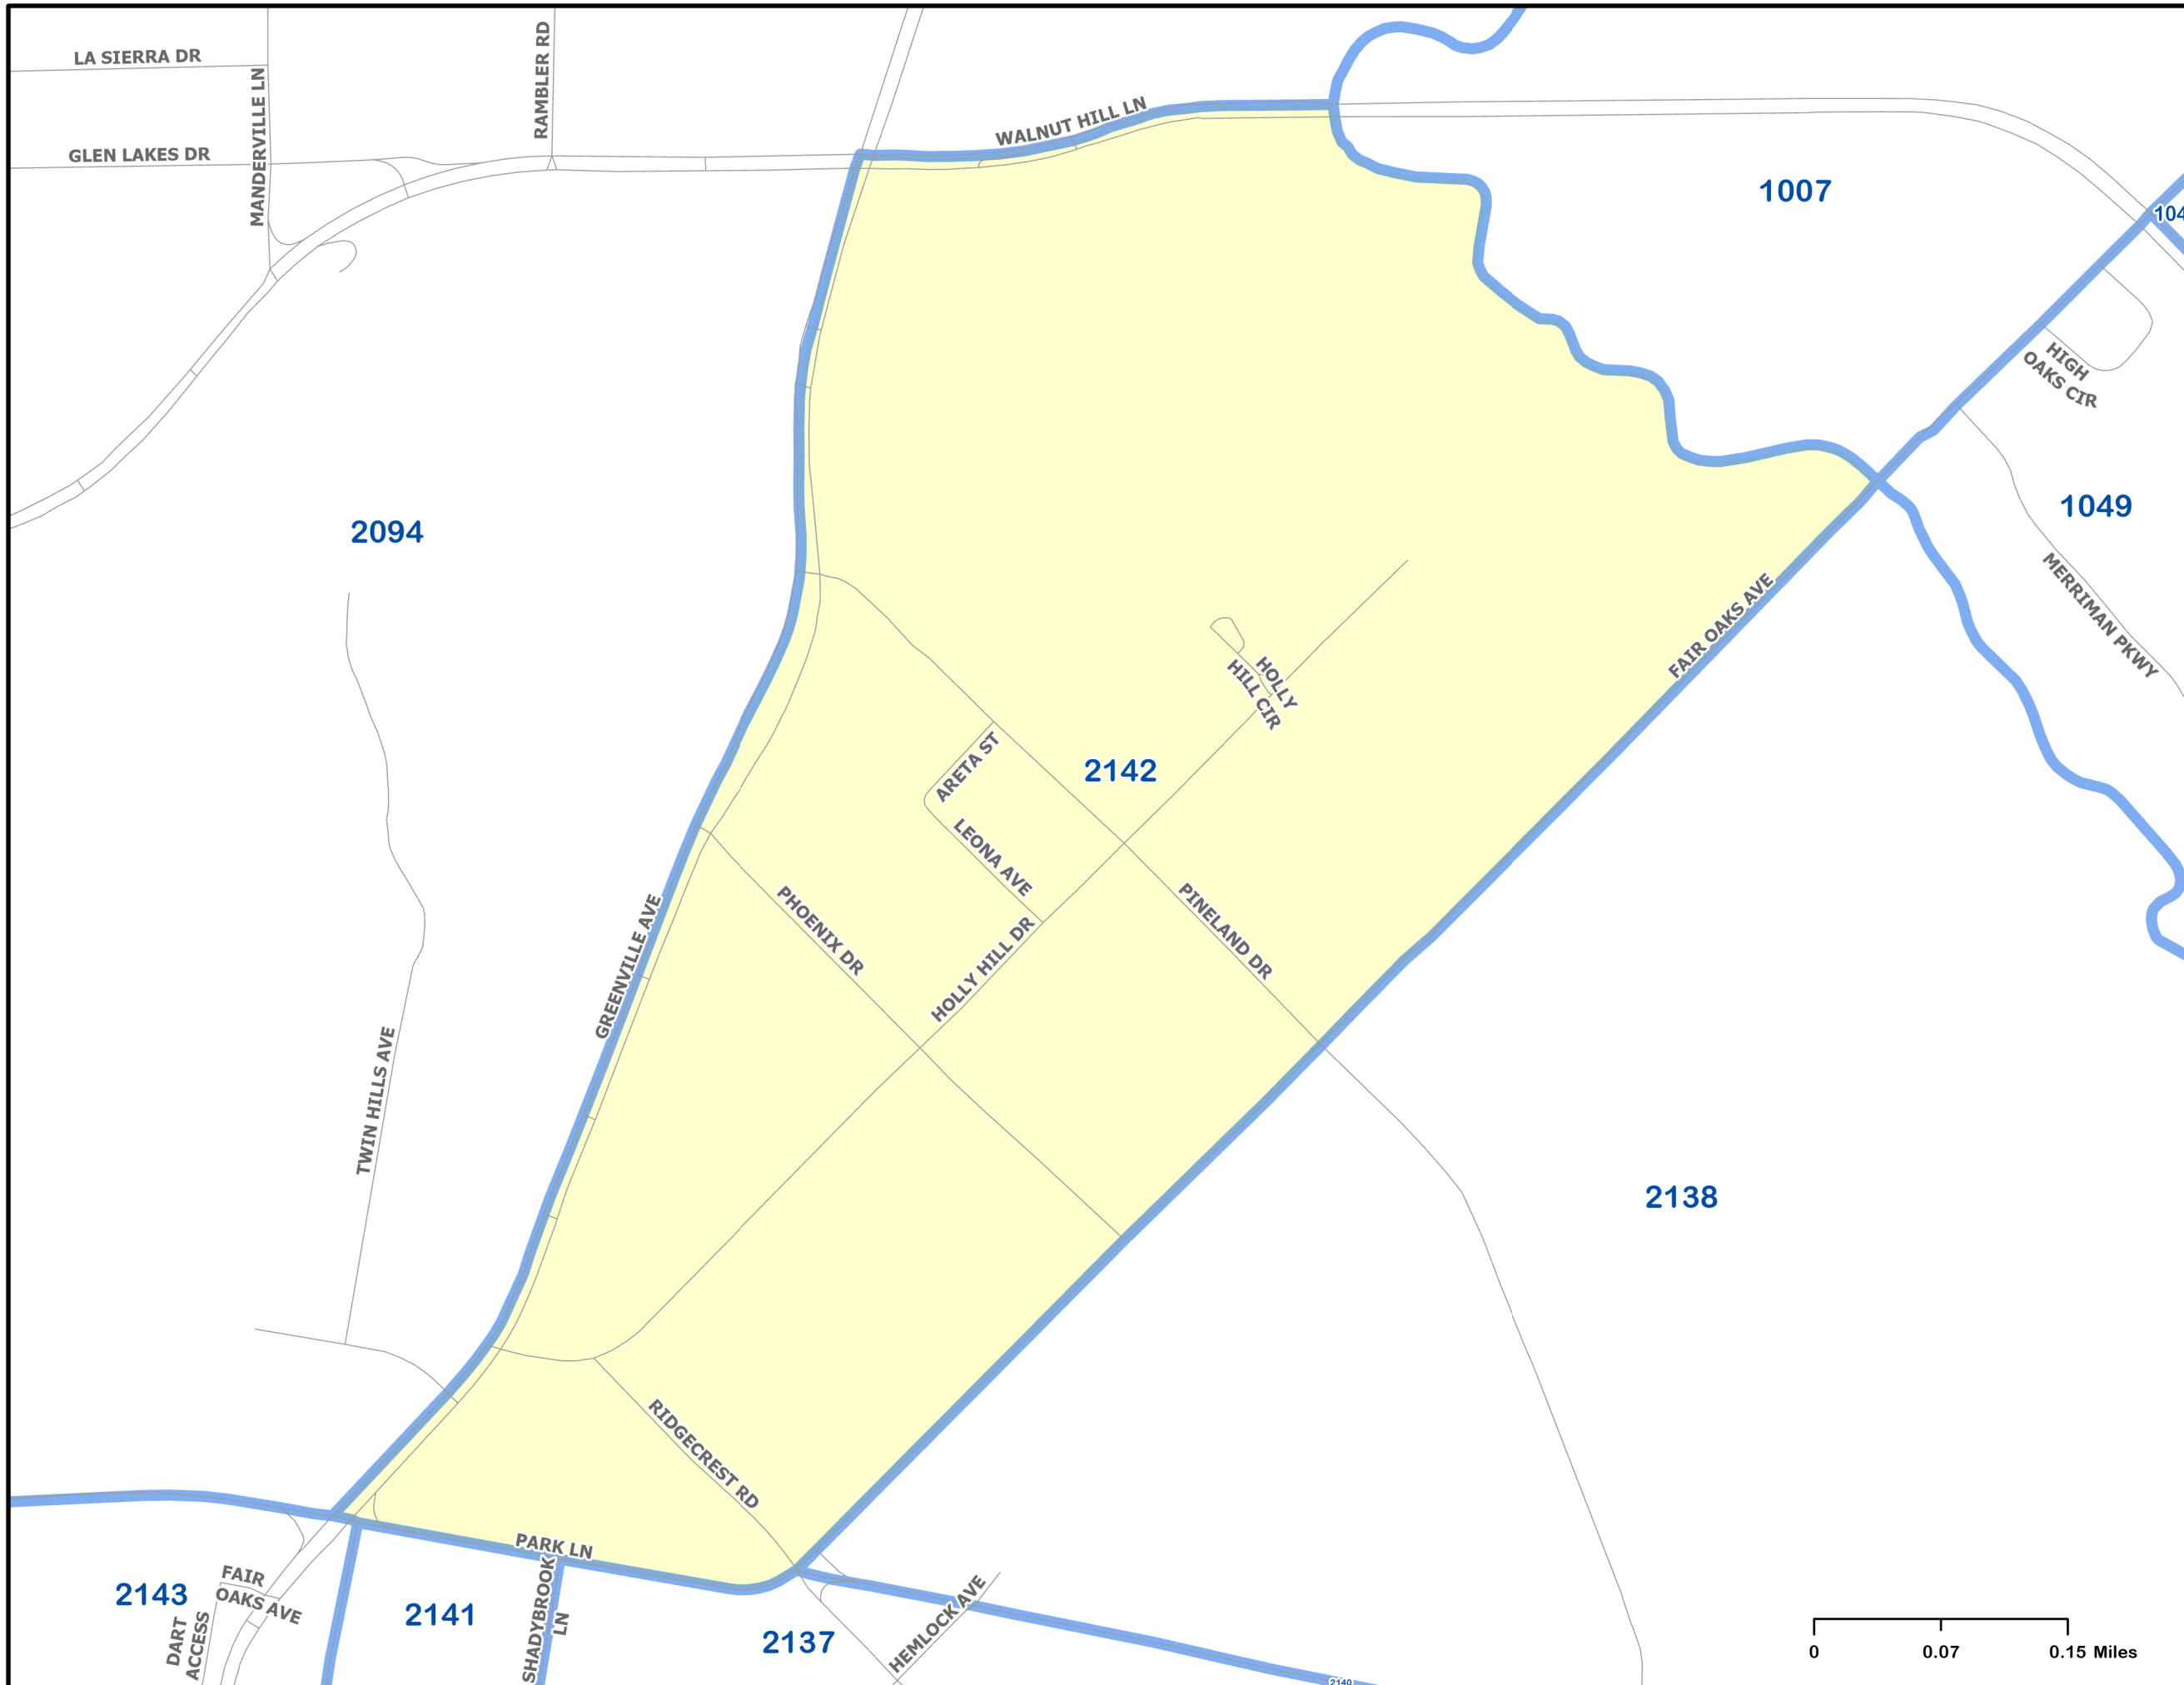 LA SIERRA DR
MANDERVILLE LN
RAMBLER RD
GLEN LAKES DR
WALNUT HILL LN
1007
104
HIGH
OAKS CIR
2094
1049
MERRIMAN PKWY
FAIR OAKS AVE
HOLLY
HILL CIR
ARETA ST
2142
LEONA AVE
PHOENIX DR
PINELAND DR
GREENVILLE AVE
HOLLY HILL DR
TWIN HILLS AVE
2138
RIDGECREST RD
PARK LN
FAIR
OAKS AVE
2143
DART
ACCESS
2141
SHADYBROOK
LN
2137
HEMLOCK AVE
2140
0
0.07
0.15 Miles